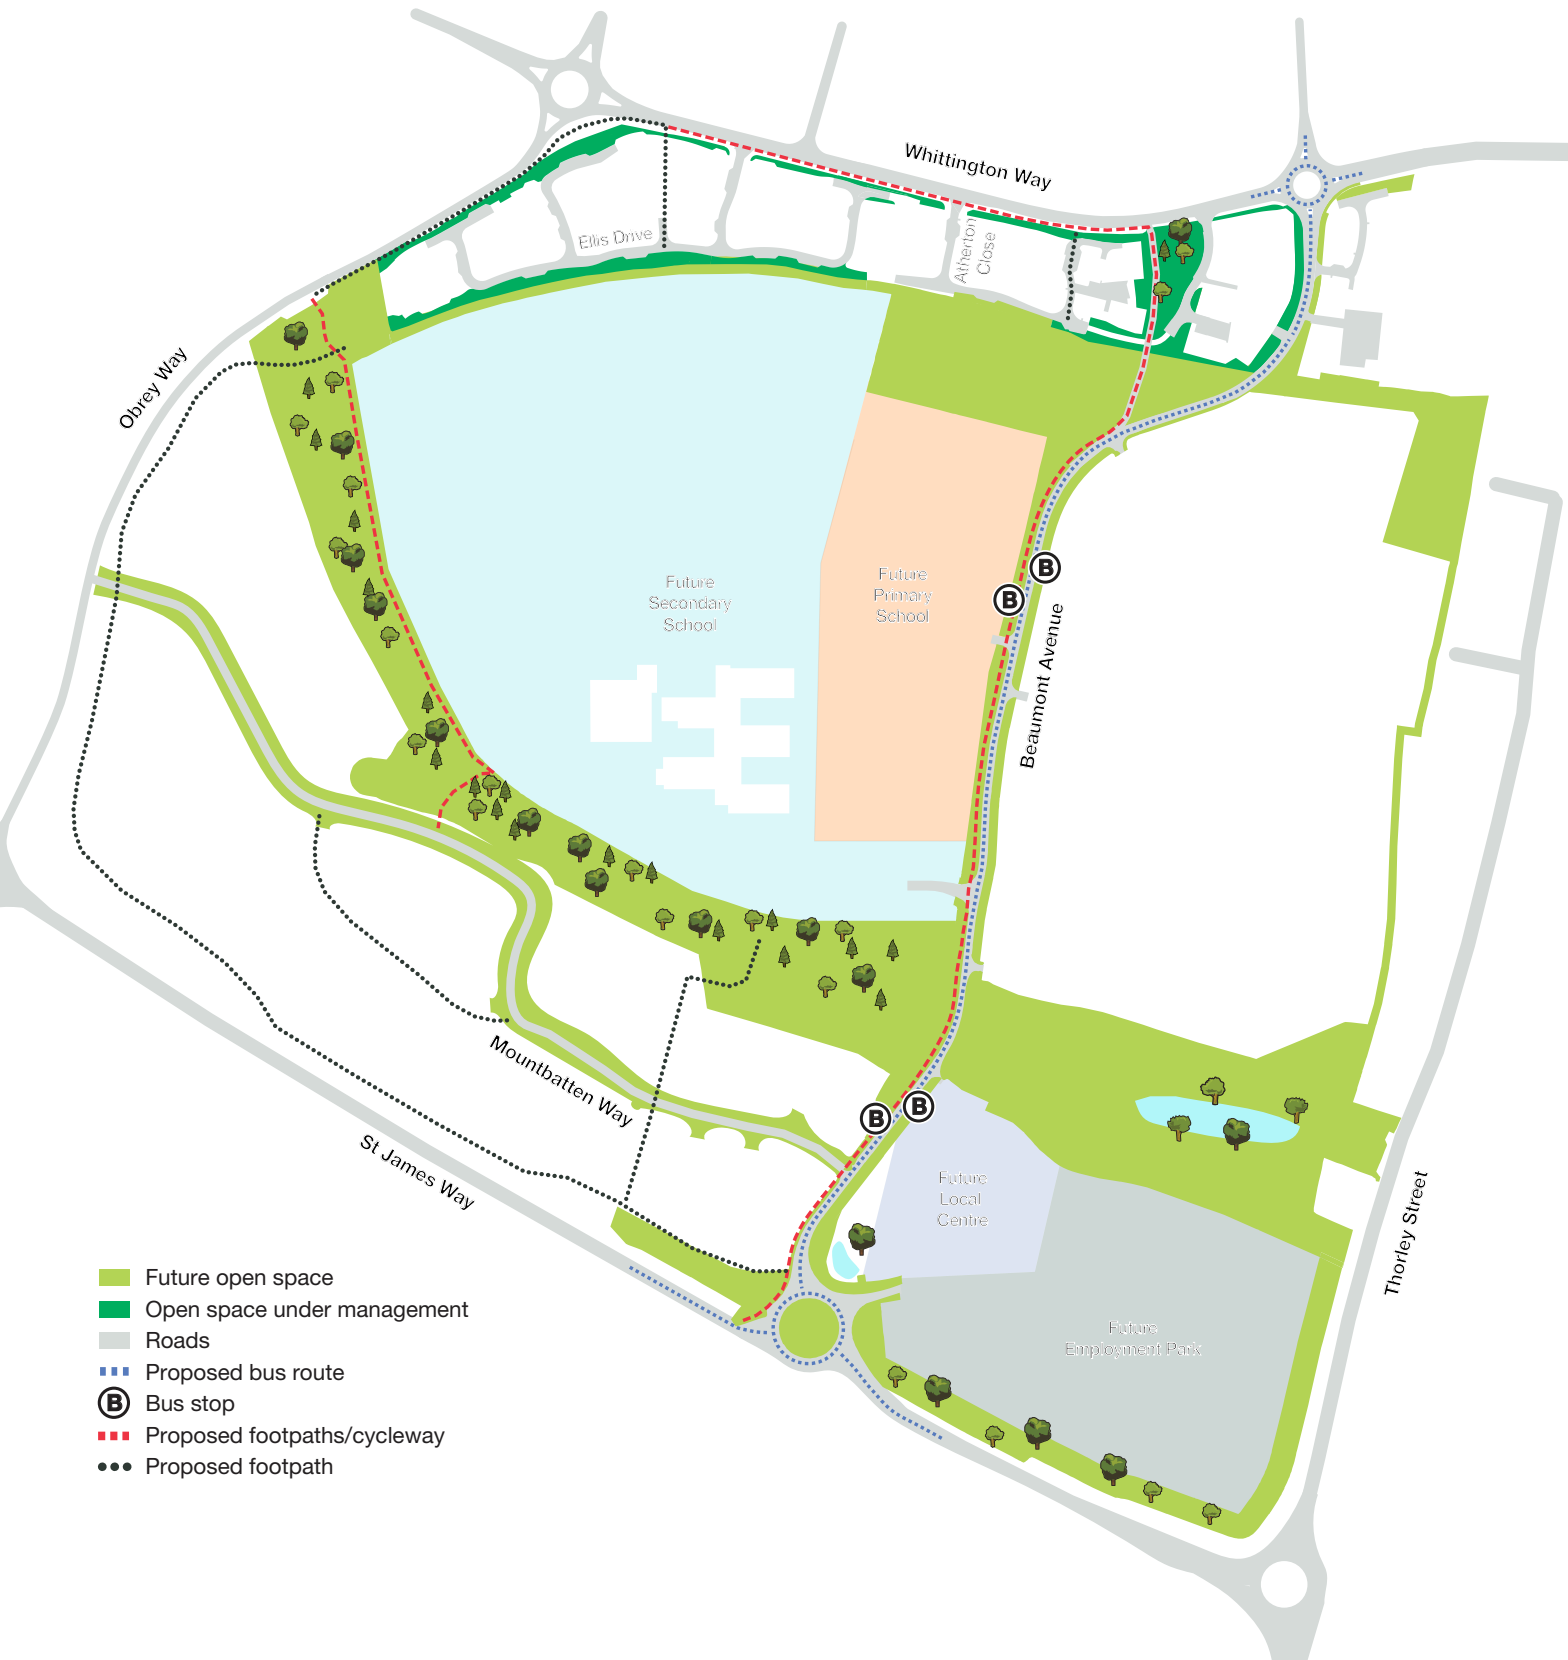 Whittington Way
Ellis Drive
Atherton
Close
Obrey Way
Future
Secondary
School
Future
Primary
School
B
B
Beaumont Avenue
Mountbatten Way
B
B
St James Way
Future
Local
Centre
Thorley Street
Future
Employment Park
Future open space
Open space under management
Roads
Proposed bus route
B Bus stop
Proposed footpaths/cycleway
Proposed footpath